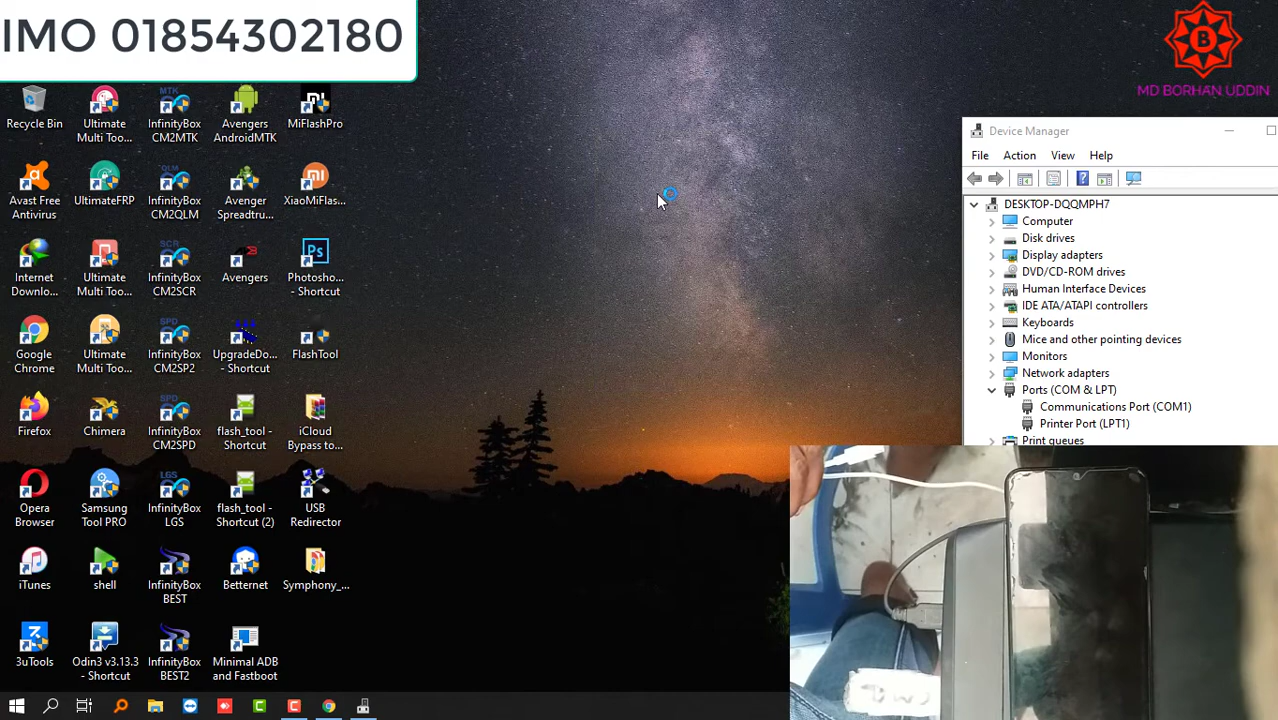 IMO 01854302180
B
MD BORHAN UDDIN
Recycle Bin
Ultimate
Multi Too...
InfinityBox
CM2MTK
Avengers
AndroidMTK
MiFlashPro
Avast Free
Antivirus
UltimateFRP
InfinityBox
CM2QLM
Avenger
Spreadtru...
XiaoMiFlas...
Internet
Downlo...
Ultimate
Multi Too...
InfinityBox
CM2SCR
Avengers
Photosho...
- Shortcut
Google
Chrome
Ultimate
Multi Too...
InfinityBox
CM2SP2
UpgradeDo...
- Shortcut
FlashTool
Firefox
Chimera
InfinityBox
CM2SPD
flash_tool -
Shortcut
iCloud
Bypass to...
Opera
Browser
Samsung
Tool PRO
InfinityBox
LGS
flash_tool -
Shortcut (2)
USB
Redirector
iTunes
shell
InfinityBox
BEST
Betternet
Symphony_...
3uTools
Odin3 v3.13.3
- Shortcut
InfinityBox
BEST2
Minimal ADB
and Fastboot
Device Manager
File Action View Help
DESKTOP-DQQMPH7
Computer
Disk drives
Display adapters
DVD/CD-ROM drives
Human Interface Devices
IDE ATA/ATAPI controllers
Keyboards
Mice and other pointing devices
Monitors
Network adapters
Ports (COM & LPT)
Communications Port (COM1)
Printer Port (LPT1)
Print queues